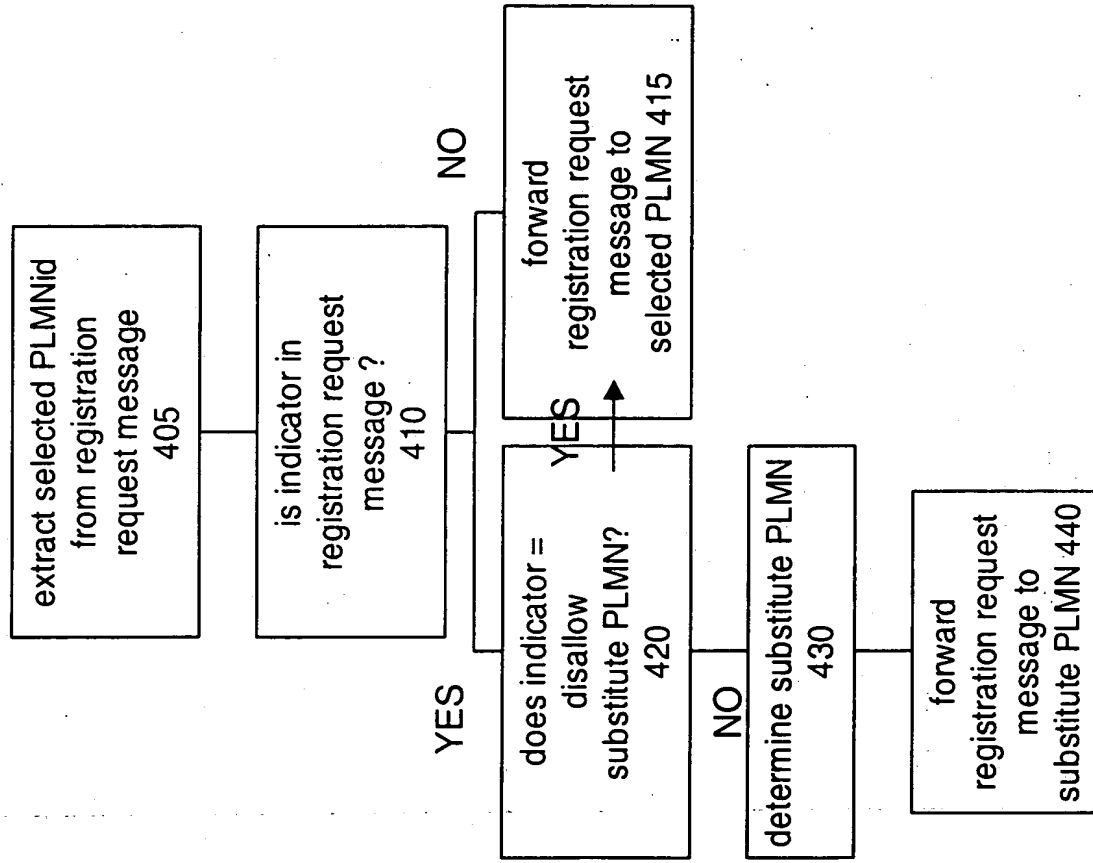 extract selected PLMNid
from registration
request message
405
is indicator in
registration request
message ?
410
YES
NO
does indicator =
disallow
substitute PLMN?
420
YES
forward
registration request
message to
selected PLMN 415
NO
determine substitute PLMN
430
forward
registration request
message to
substitute PLMN 440